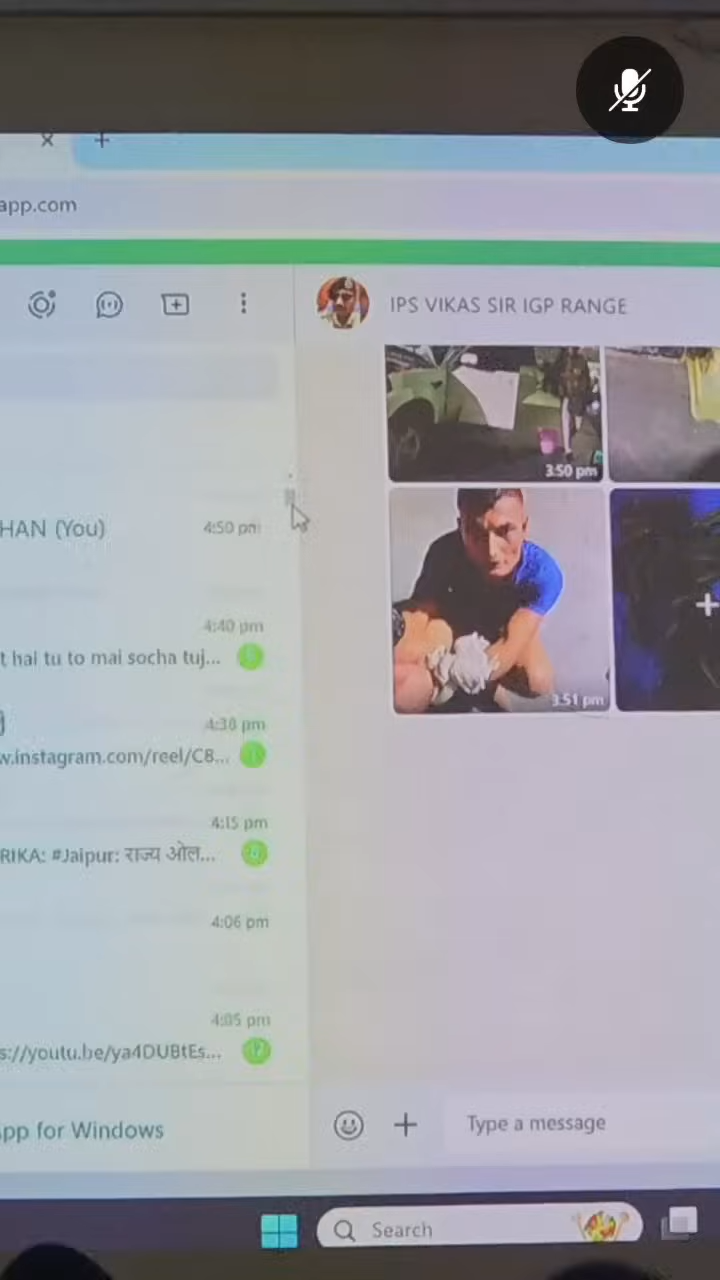 app.com
IPS VIKAS SIR IGP RANGE
3:50 pm
HAN (You)
4:50 pm
4:40 pm
t hai tu to mai socha tuj...
3:51 pm
4:30 pm
w.instagram.com/reel/C8...
4:15 pm
RIKA: #Jaipur: राज्य ओल...
4:06 pm
4:05 pm
s://youtu.be/ya4DUBtEs...
pp for Windows
Type a message
Search